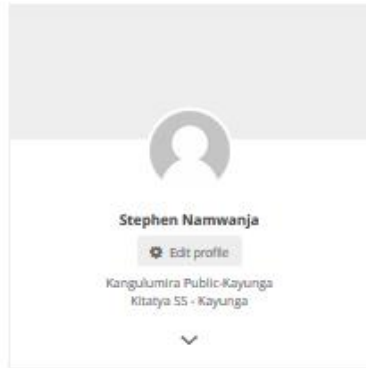 Stephen Namwanja
Edit profile
Kangulumira Public-Kayunga
Kitatya SS - Kayunga